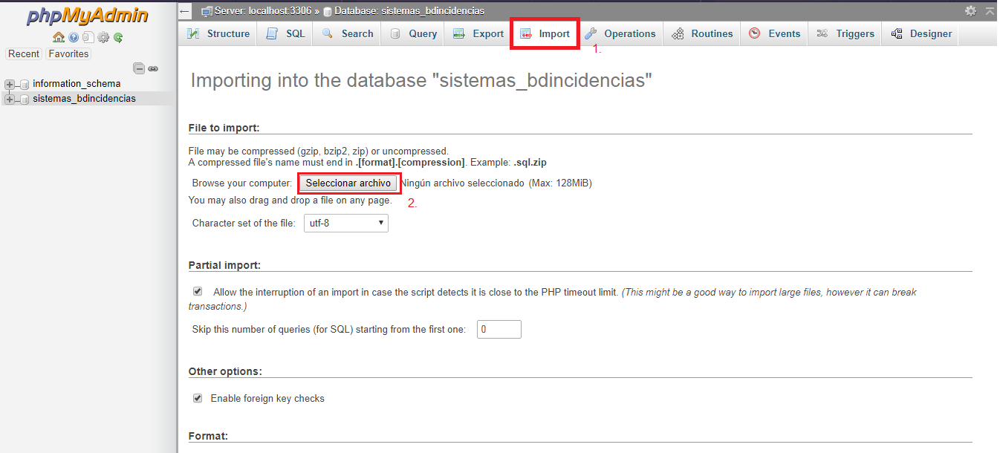 phpMyAdmin
Recent Favorites
information_schema
sistemas_bdincidencias
Server: localhost:3306 » Database: sistemas_bdincidencias
Structure SQL Search Query Export Import Operations Routines Events Triggers Designer
1.
Importing into the database "sistemas_bdincidencias"
File to import:
File may be compressed (gzip, bzip2, zip) or uncompressed.
A compressed file's name must end in .[format].[compression]. Example: .sql.zip
Browse your computer: Seleccionar archivo Ningún archivo seleccionado (Max: 128MiB)
You may also drag and drop a file on any page.
2.
Character set of the file: utf-8
Partial import:
Allow the interruption of an import in case the script detects it is close to the PHP timeout limit. (This might be a good way to import large files, however it can break
transactions.)
Skip this number of queries (for SQL) starting from the first one: 0
Other options:
Enable foreign key checks
Format: